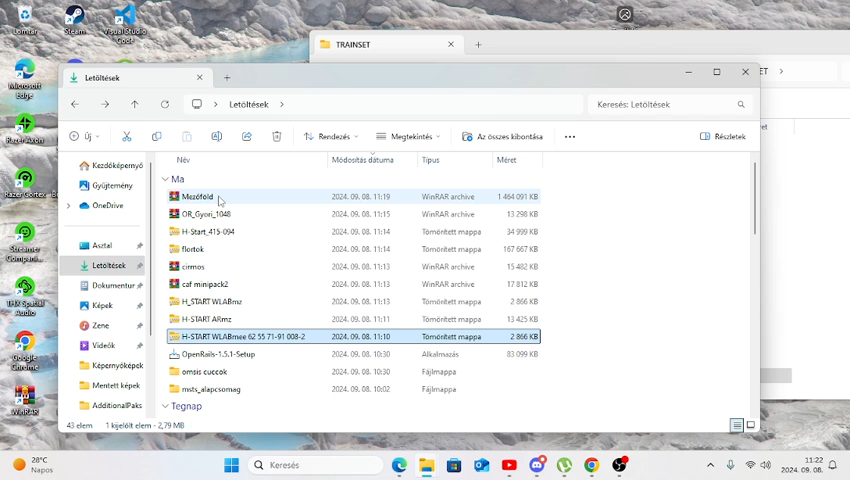 Lomtár
Steam
Visual Studio
Code
TRAINSET
Letöltések
Microsoft
Edge
Letöltések
Keresés: Letöltések
Új
Rendezés
Megtekintés
Az összes kibontása
Részletek
Név
Módosítás dátuma
Típus
Méret
Razer Axon
Kezdőképernyő
Gyűjtemény
OneDrive
Asztal
Letöltések
Dokumentur
Képek
Zene
Videók
Képernyőképek
Mentett képek
AdditionalPaks
Ma
Mezőföld 2024. 09. 08. 11:19 WinRAR archive 1 464 091 KB
OR_Gyori_1048 2024. 09. 08. 11:15 WinRAR archive 13 298 KB
H-Start_415-094 2024. 09. 08. 11:14 Tömörített mappa 34 999 KB
flortok 2024. 09. 08. 11:14 Tömörített mappa 167 667 KB
cirmos 2024. 09. 08. 11:13 WinRAR archive 15 482 KB
caf minipack2 2024. 09. 08. 11:13 WinRAR archive 17 812 KB
H_START WLABmz 2024. 09. 08. 11:13 Tömörített mappa 2 866 KB
H-START ARmz 2024. 09. 08. 11:11 Tömörített mappa 13 425 KB
H-START WLABmee 62 55 71-91 008-2 2024. 09. 08. 11:10 Tömörített mappa 2 866 KB
OpenRails-1.5.1-Setup 2024. 09. 08. 10:30 Alkalmazás 83 099 KB
omsis cuccok 2024. 09. 08. 10:30 Fájlmappa
msts_alapcsomag 2024. 09. 08. 10:02 Fájlmappa
Tegnap
43 elem
1 kijelölt elem – 2,79 MB
Razer Cortex
Streamer
Compani...
THX Spatial
Audio
Google
Chrome
WinRAR
28°C
Napos
Keresés
11:22
2024. 09. 08.